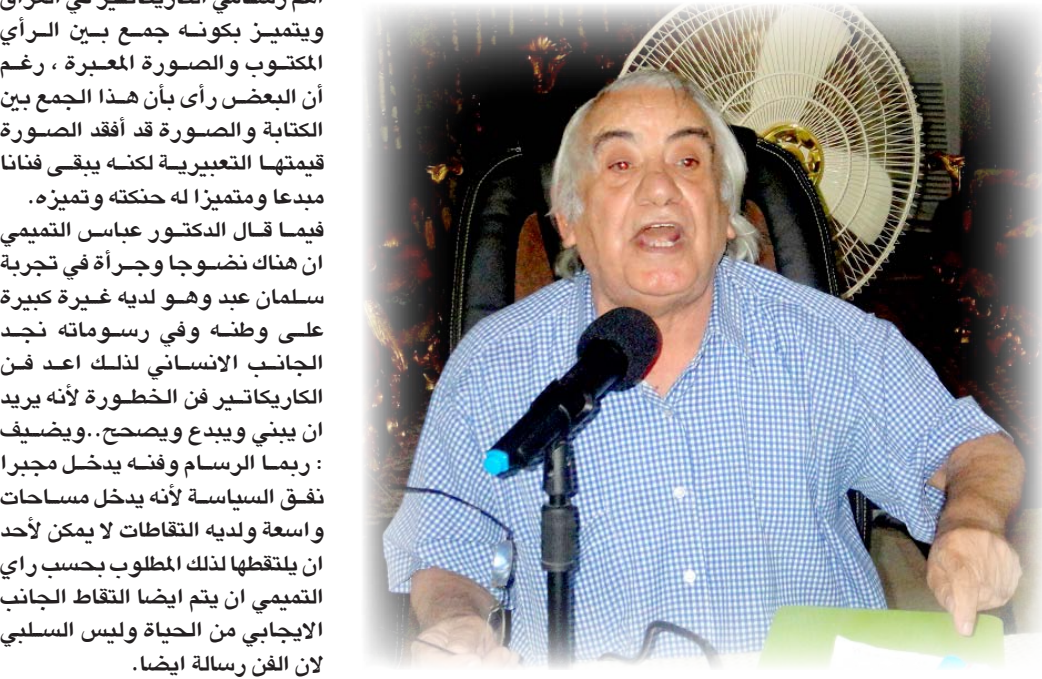 اهم رسامي الكاريكاتير في العراق
ويتميز بكونه جمع بين الرأي
المكتوب والصورة المعبرة ، رغم
أن البعض رأى بأن هذا الجمع بين
الكتابة والصورة قد أفقد الصورة
قيمتها التعبيرية لكنه يبقى فنانا
مبدعا ومتميزا له حنكته وتميزه.
فيما قال الدكتور عباس التميمي
ان هناك نضوجا وجرأة في تجربة
سلمان عبد وهو لديه غيرة كبيرة
على وطنه وفي رسوماته نجد
الجانب الانساني لذلك اعد فن
الكاريكاتير فن الخطورة لأنه يريد
ان يبني ويبدع ويصحح..ويضيف
: ربما الرسام وفنه يدخل مجبرا
نفق السياسة لأنه يدخل مساحات
واسعة ولديه التقاطات لا يمكن لأحد
ان يلتقطها لذلك المطلوب بحسب راي
التميمي ان يتم ايضا التقاط الجانب
الايجابي من الحياة وليس السلبي
لان الفن رسالة ايضا.